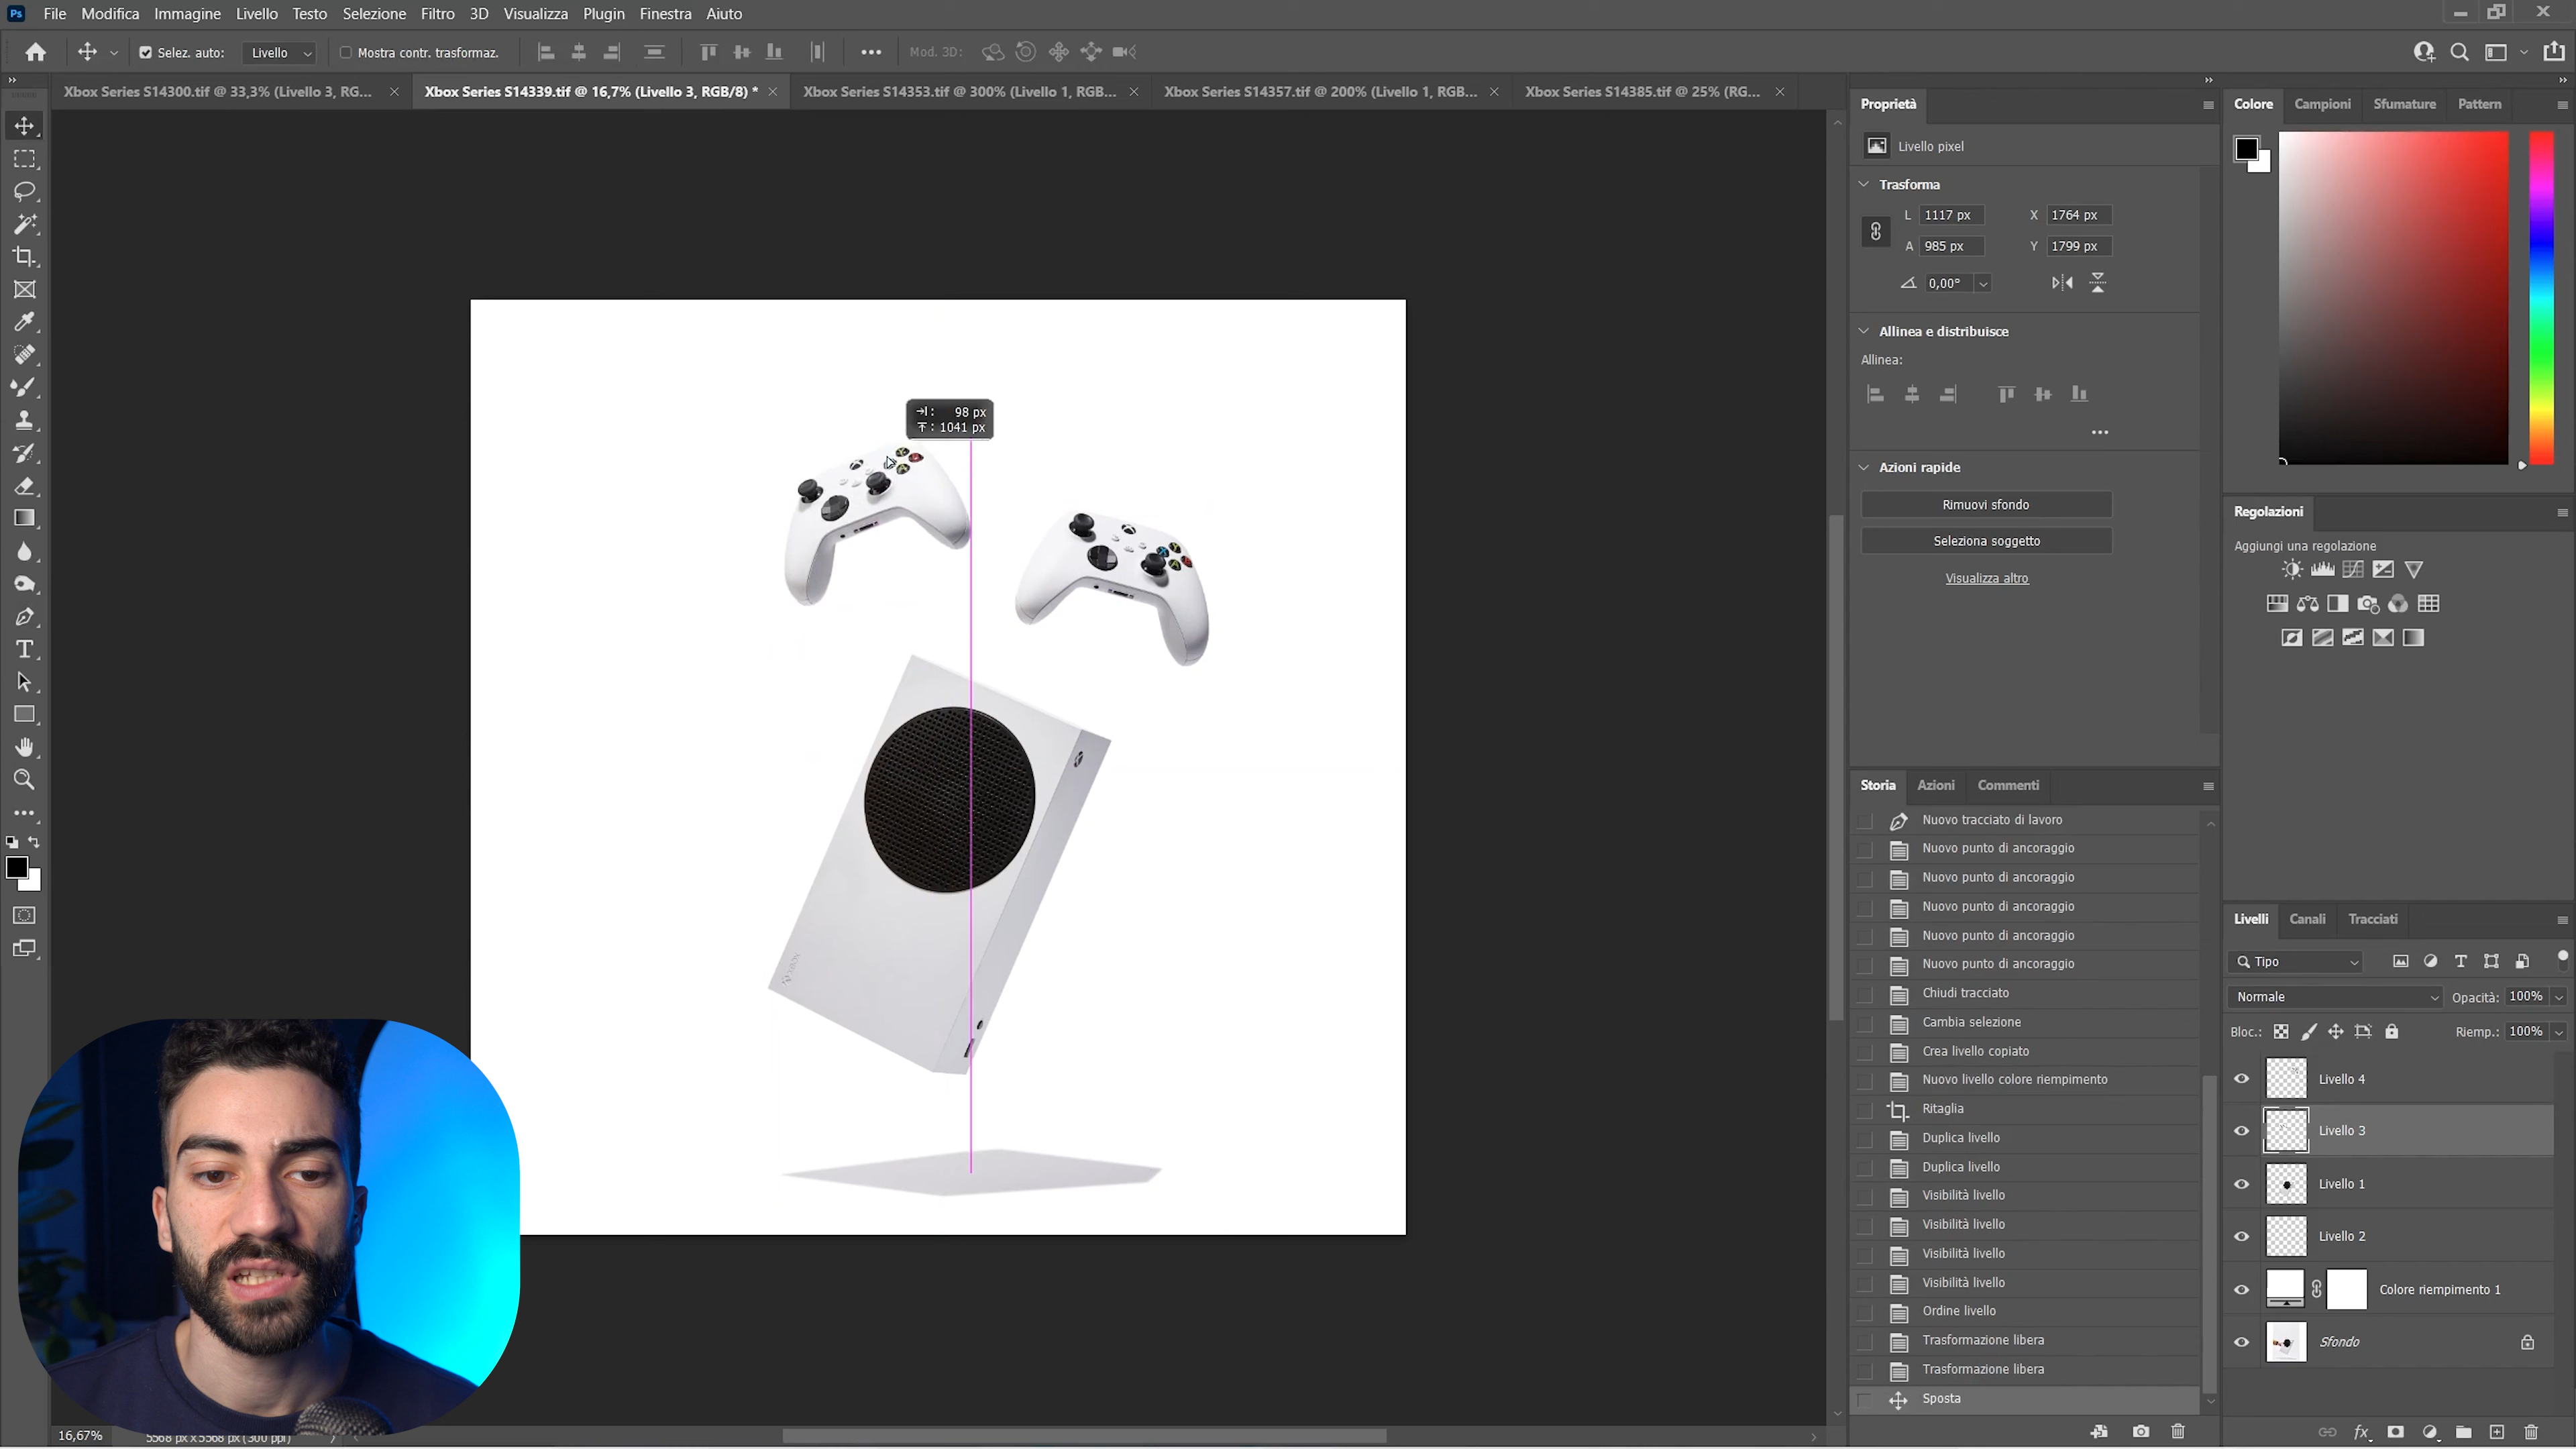 Ps File Modifica Immagine Livello Testo Selezione Filtro 3D Visualizza Plugin Finestra Aiuto
Selez. auto: Livello Mostra contr. trasformaz. Mod. 3D:
Xbox Series S14300.tif @ 33,3% (Livello 3, RG... Xbox Series S14339.tif @ 16,7% (Livello 3, RGB/8) * Xbox Series S14353.tif @ 300% (Livello 1, RGB... Xbox Series S14357.tif @ 200% (Livello 1, RGB... Xbox Series S14385.tif @ 25% (RG...
98 px
1041 px
16,67% 5568 px x 5568 px (300 ppi)
Proprietà
Livello pixel
Trasforma
L 1117 px X 1764 px
A 985 px Y 1799 px
0,00°
Allinea e distribuisce
Allinea:
Azioni rapide
Rimuovi sfondo
Seleziona soggetto
Visualizza altro
Storia Azioni Commenti
Nuovo tracciato di lavoro
Nuovo punto di ancoraggio
Nuovo punto di ancoraggio
Nuovo punto di ancoraggio
Nuovo punto di ancoraggio
Nuovo punto di ancoraggio
Chiudi tracciato
Cambia selezione
Crea livello copiato
Nuovo livello colore riempimento
Ritaglia
Duplica livello
Duplica livello
Visibilità livello
Visibilità livello
Visibilità livello
Visibilità livello
Ordine livello
Trasformazione libera
Trasformazione libera
Sposta
Colore Campioni Sfumature Pattern
Regolazioni
Aggiungi una regolazione
Livelli Canali Tracciati
Tipo
Normale Opacità: 100%
Bloc.: Riemp.: 100%
Livello 4
Livello 3
Livello 1
Livello 2
Colore riempimento 1
Sfondo